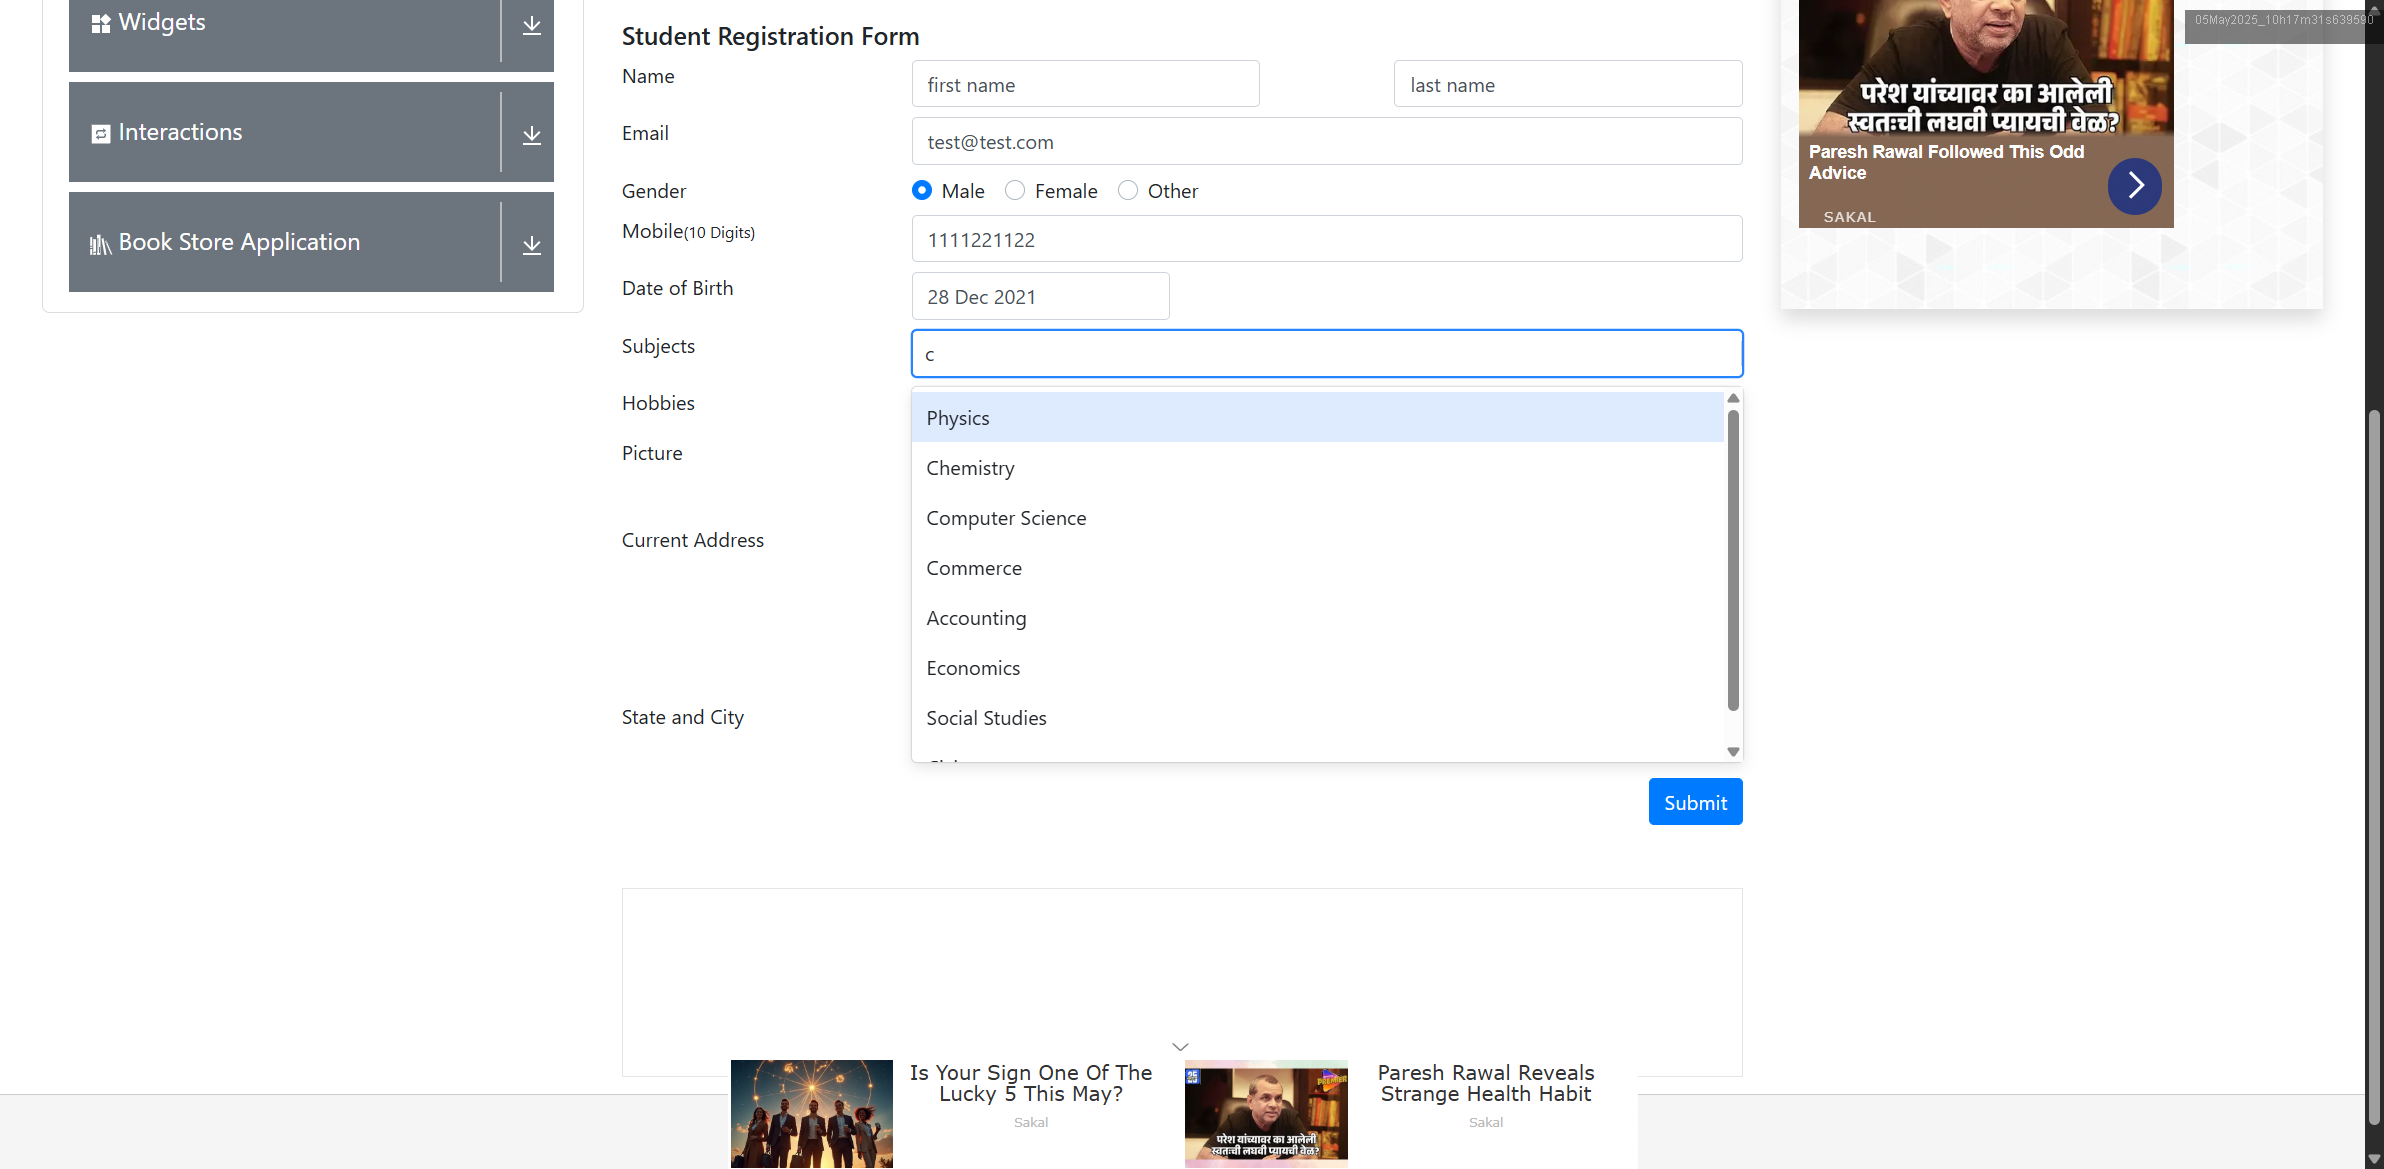 Widgets
Interactions
Book Store Application
Student Registration Form
Name
first name
last name
Email
test@test.com
Gender
Male
Female
Other
Mobile(10 Digits)
1111221122
Date of Birth
28 Dec 2021
Subjects
c
Hobbies
Physics
Picture
Chemistry
Computer Science
Current Address
Commerce
Accounting
Economics
State and City
Social Studies
Submit
05May2025_10h17m31s639590
परेश यांच्यावर का आलेली
स्वतःची लघवी प्यायची वेळ?
Paresh Rawal Followed This Odd
Advice
SAKAL
Is Your Sign One Of The
Lucky 5 This May?
Sakal
PREMIER
परेश यांच्यावर का आलेली
स्वतःची लघवी प्यायची वेळ?
Paresh Rawal Reveals
Strange Health Habit
Sakal